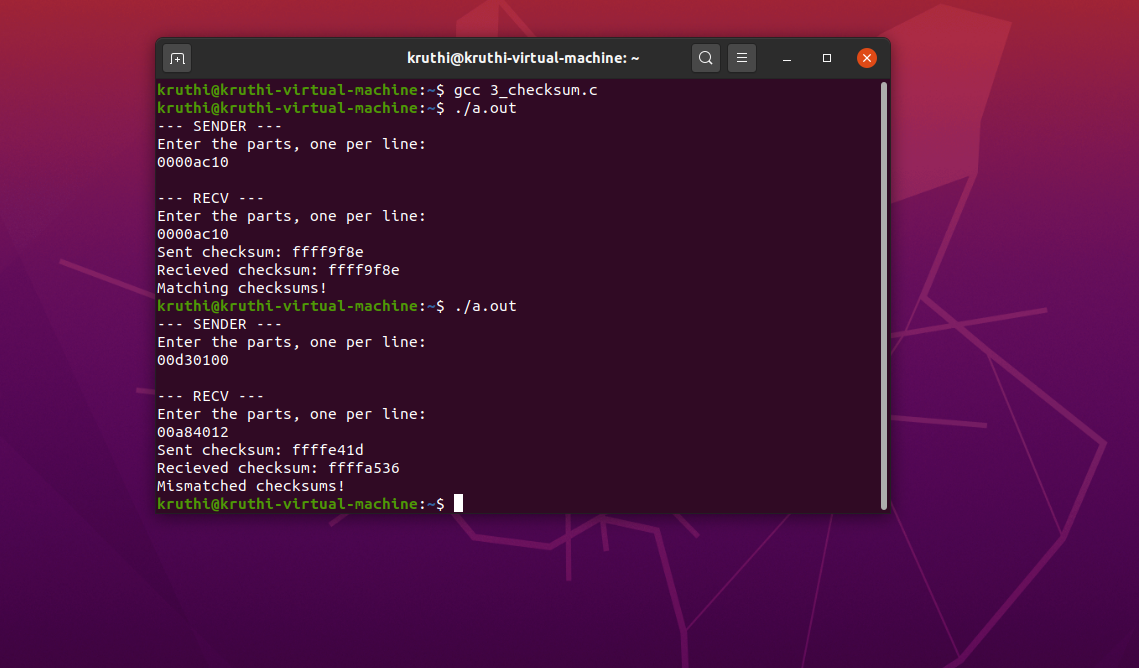 kruthi@kruthi-virtual-machine: ~
kruthi@kruthi-virtual-machine:~$ gcc 3_checksum.c
kruthi@kruthi-virtual-machine:~$ ./a.out
--- SENDER ---
Enter the parts, one per line:
0000ac10
--- RECV ---
Enter the parts, one per line:
0000ac10
Sent checksum: ffff9f8e
Recieved checksum: ffff9f8e
Matching checksums!
kruthi@kruthi-virtual-machine:~$ ./a.out
--- SENDER ---
Enter the parts, one per line:
00d30100
--- RECV ---
Enter the parts, one per line:
00a84012
Sent checksum: ffffe41d
Recieved checksum: ffffa536
Mismatched checksums!
kruthi@kruthi-virtual-machine:~$